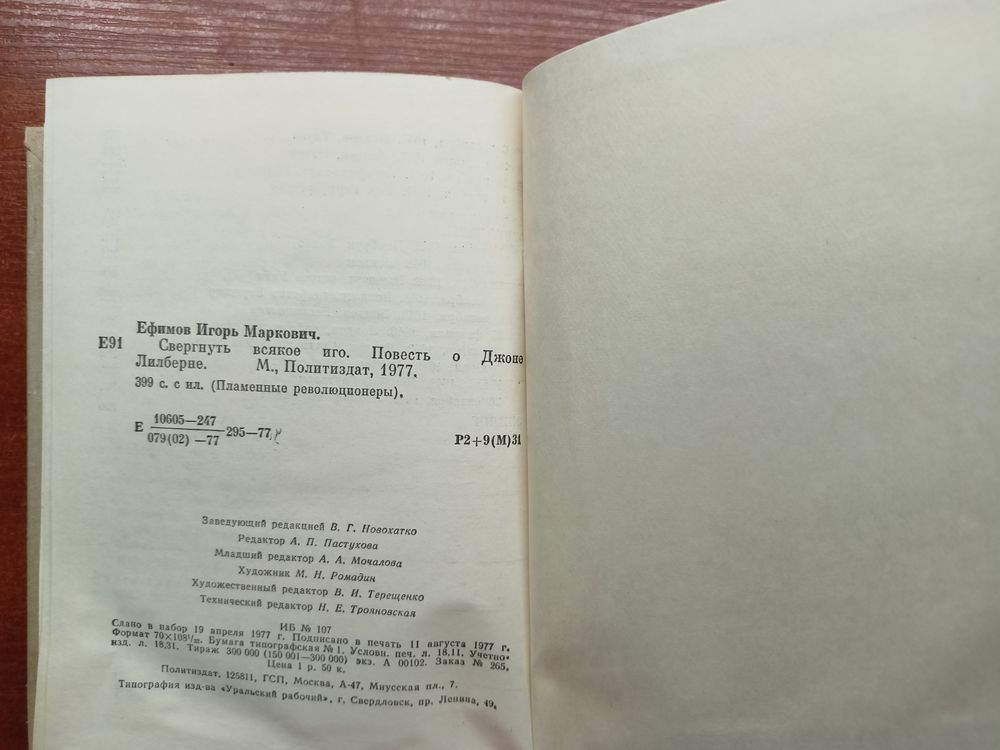 Ефимов Игорь Маркович.
Е91 Свергнуть всякое иго. Повесть о Джоне
Лилберне. М., Политиздат, 1977.
399 с. с ил. (Пламенные революционеры).
Е 10605—247
079(02)—77 295—77
Р2+9(М)31
Заведующий редакцией В. Г. Новохатко
Редактор А. П. Пастухова
Младший редактор А. А. Мочалова
Художник М. Н. Ромадин
Художественный редактор В. И. Терещенко
Технический редактор Н. Е. Трояновская
ИБ № 107
Сдано в набор 19 апреля 1977 г. Подписано в печать 11 августа 1977 г.
Формат 70×108¹/₃₂. Бумага типографская № 1. Условн. печ. л. 18,11. Учетно-
изд. л. 18,31. Тираж 300 000 (150 001—300 000) экз. А 00102. Заказ № 265.
Цена 1 р. 50 к.
Политиздат. 125811, ГСП, Москва, А-47, Миусская пл., 7.
Типография изд-ва «Уральский рабочий», г. Свердловск, пр. Ленина, 49.